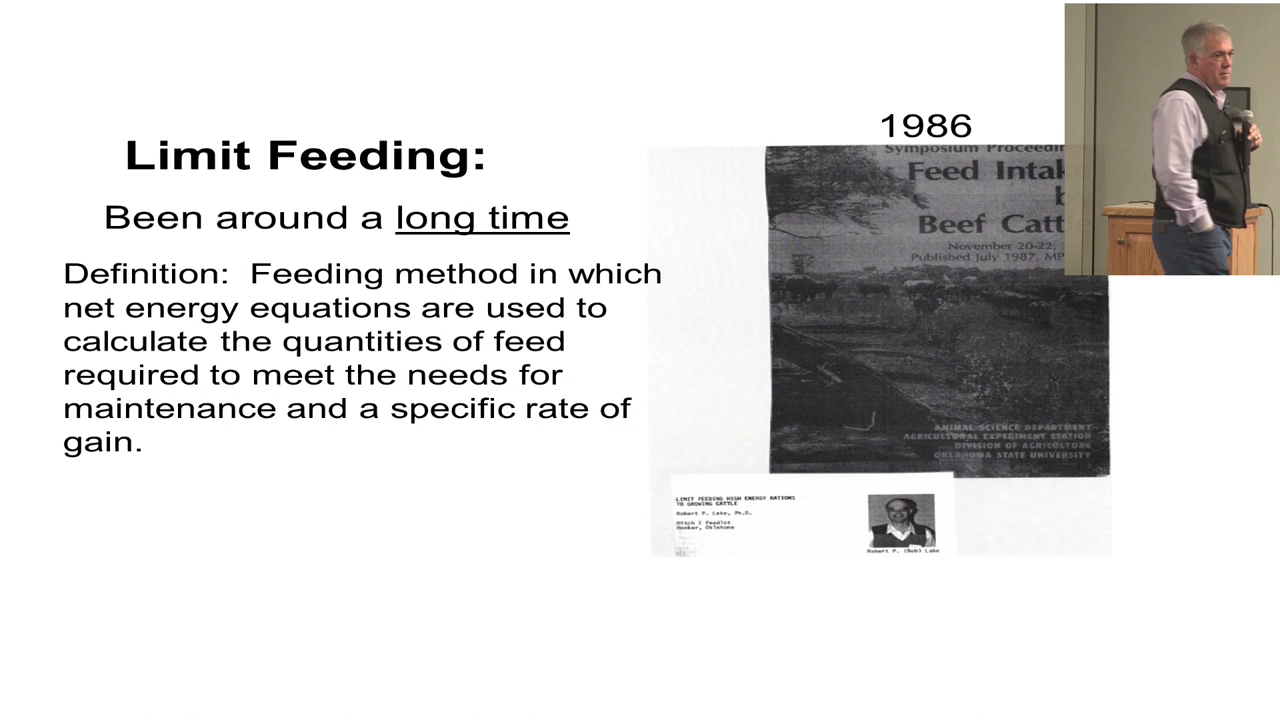 Limit Feeding:
Been around a long time
Definition: Feeding method in which
net energy equations are used to
calculate the quantities of feed
required to meet the needs for
maintenance and a specific rate of
gain.
1986
Symposium Proceedin
Feed Intak
b
Beef Catt
November 20-22,
Published July 1987, MP
ANIMAL SCIENCE DEPARTMENT
AGRICULTURAL EXPERIMENT STATION
DIVISION OF AGRICULTURE
OKLAHOMA STATE UNIVERSITY
LIMIT FEEDING HIGH ENERGY RATIONS
TO GROWING CATTLE
Robert P. Lake, Ph.D.
Hitch I Feedlot
Hooker, Oklahoma
Robert P. (Bob) Lake